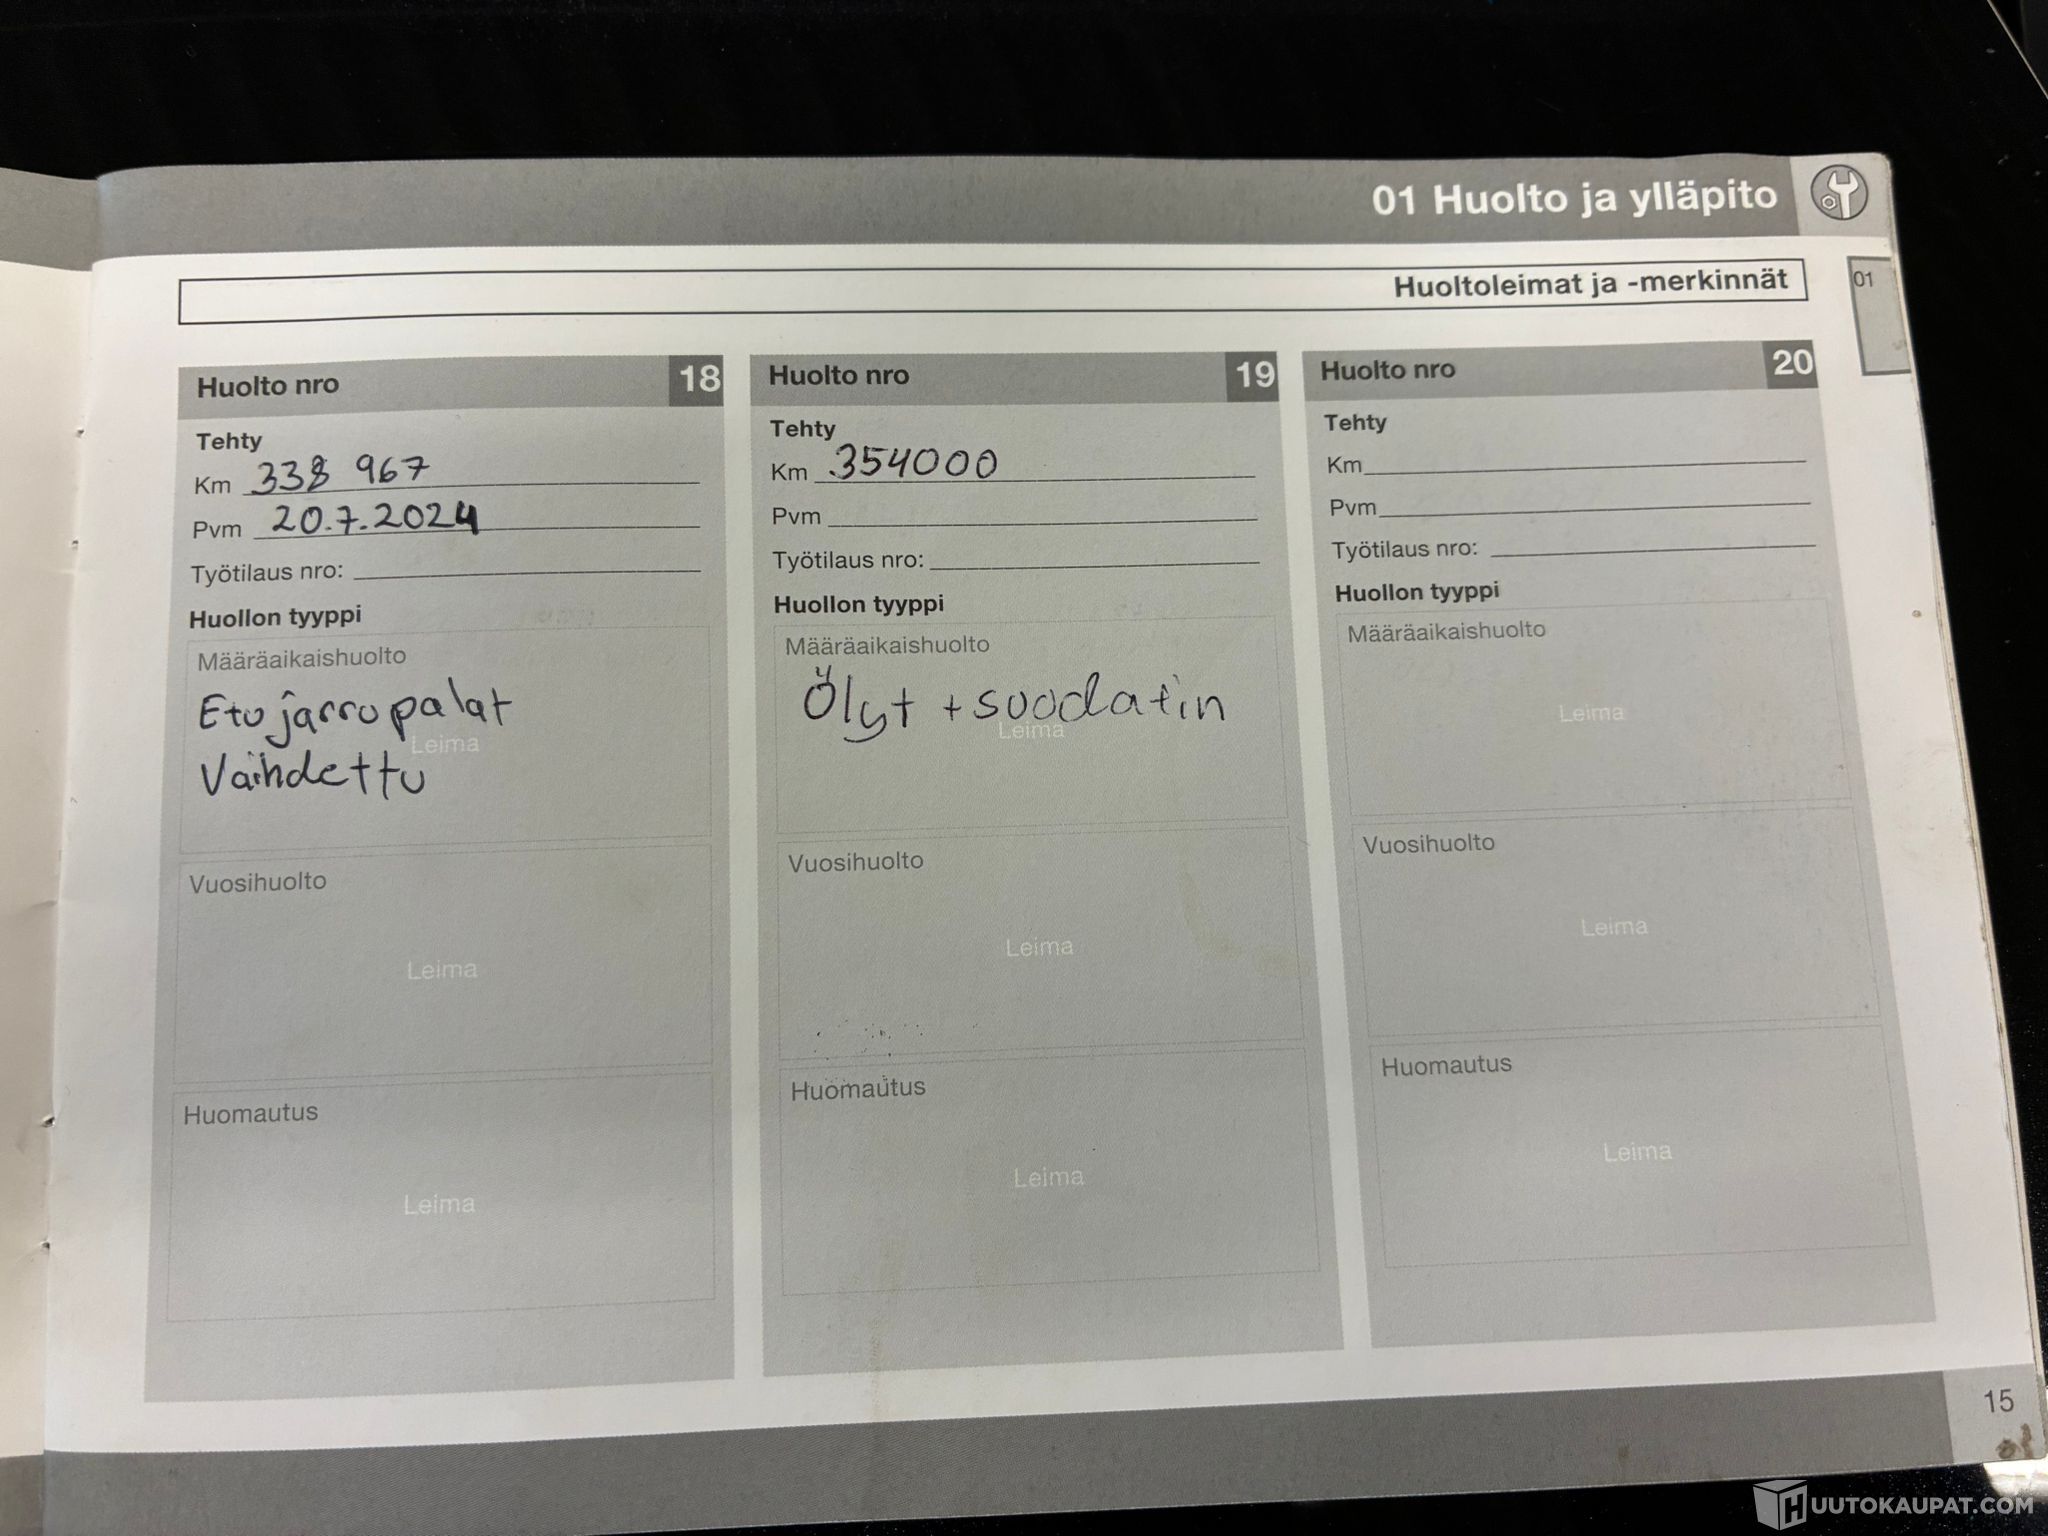 01 Huolto ja ylläpito
Huoltoleimat ja -merkinnät
01
Huolto nro 18
Tehty
Km 338 967
Pvm 20.7.2024
Työtilaus nro:
Huollon tyyppi
Määräaikaishuolto
Etujarrupalat
Leima
Vaihdettu
Vuosihuolto
Leima
Huomautus
Leima
Huolto nro 19
Tehty
Km 354000
Pvm
Työtilaus nro:
Huollon tyyppi
Määräaikaishuolto
Ölyt + suodatin
Leima
Vuosihuolto
Leima
Huomautus
Leima
Huolto nro 20
Tehty
Km
Pvm
Työtilaus nro:
Huollon tyyppi
Määräaikaishuolto
Leima
Vuosihuolto
Leima
Huomautus
Leima
15
HUUTOKAUPAT.COM